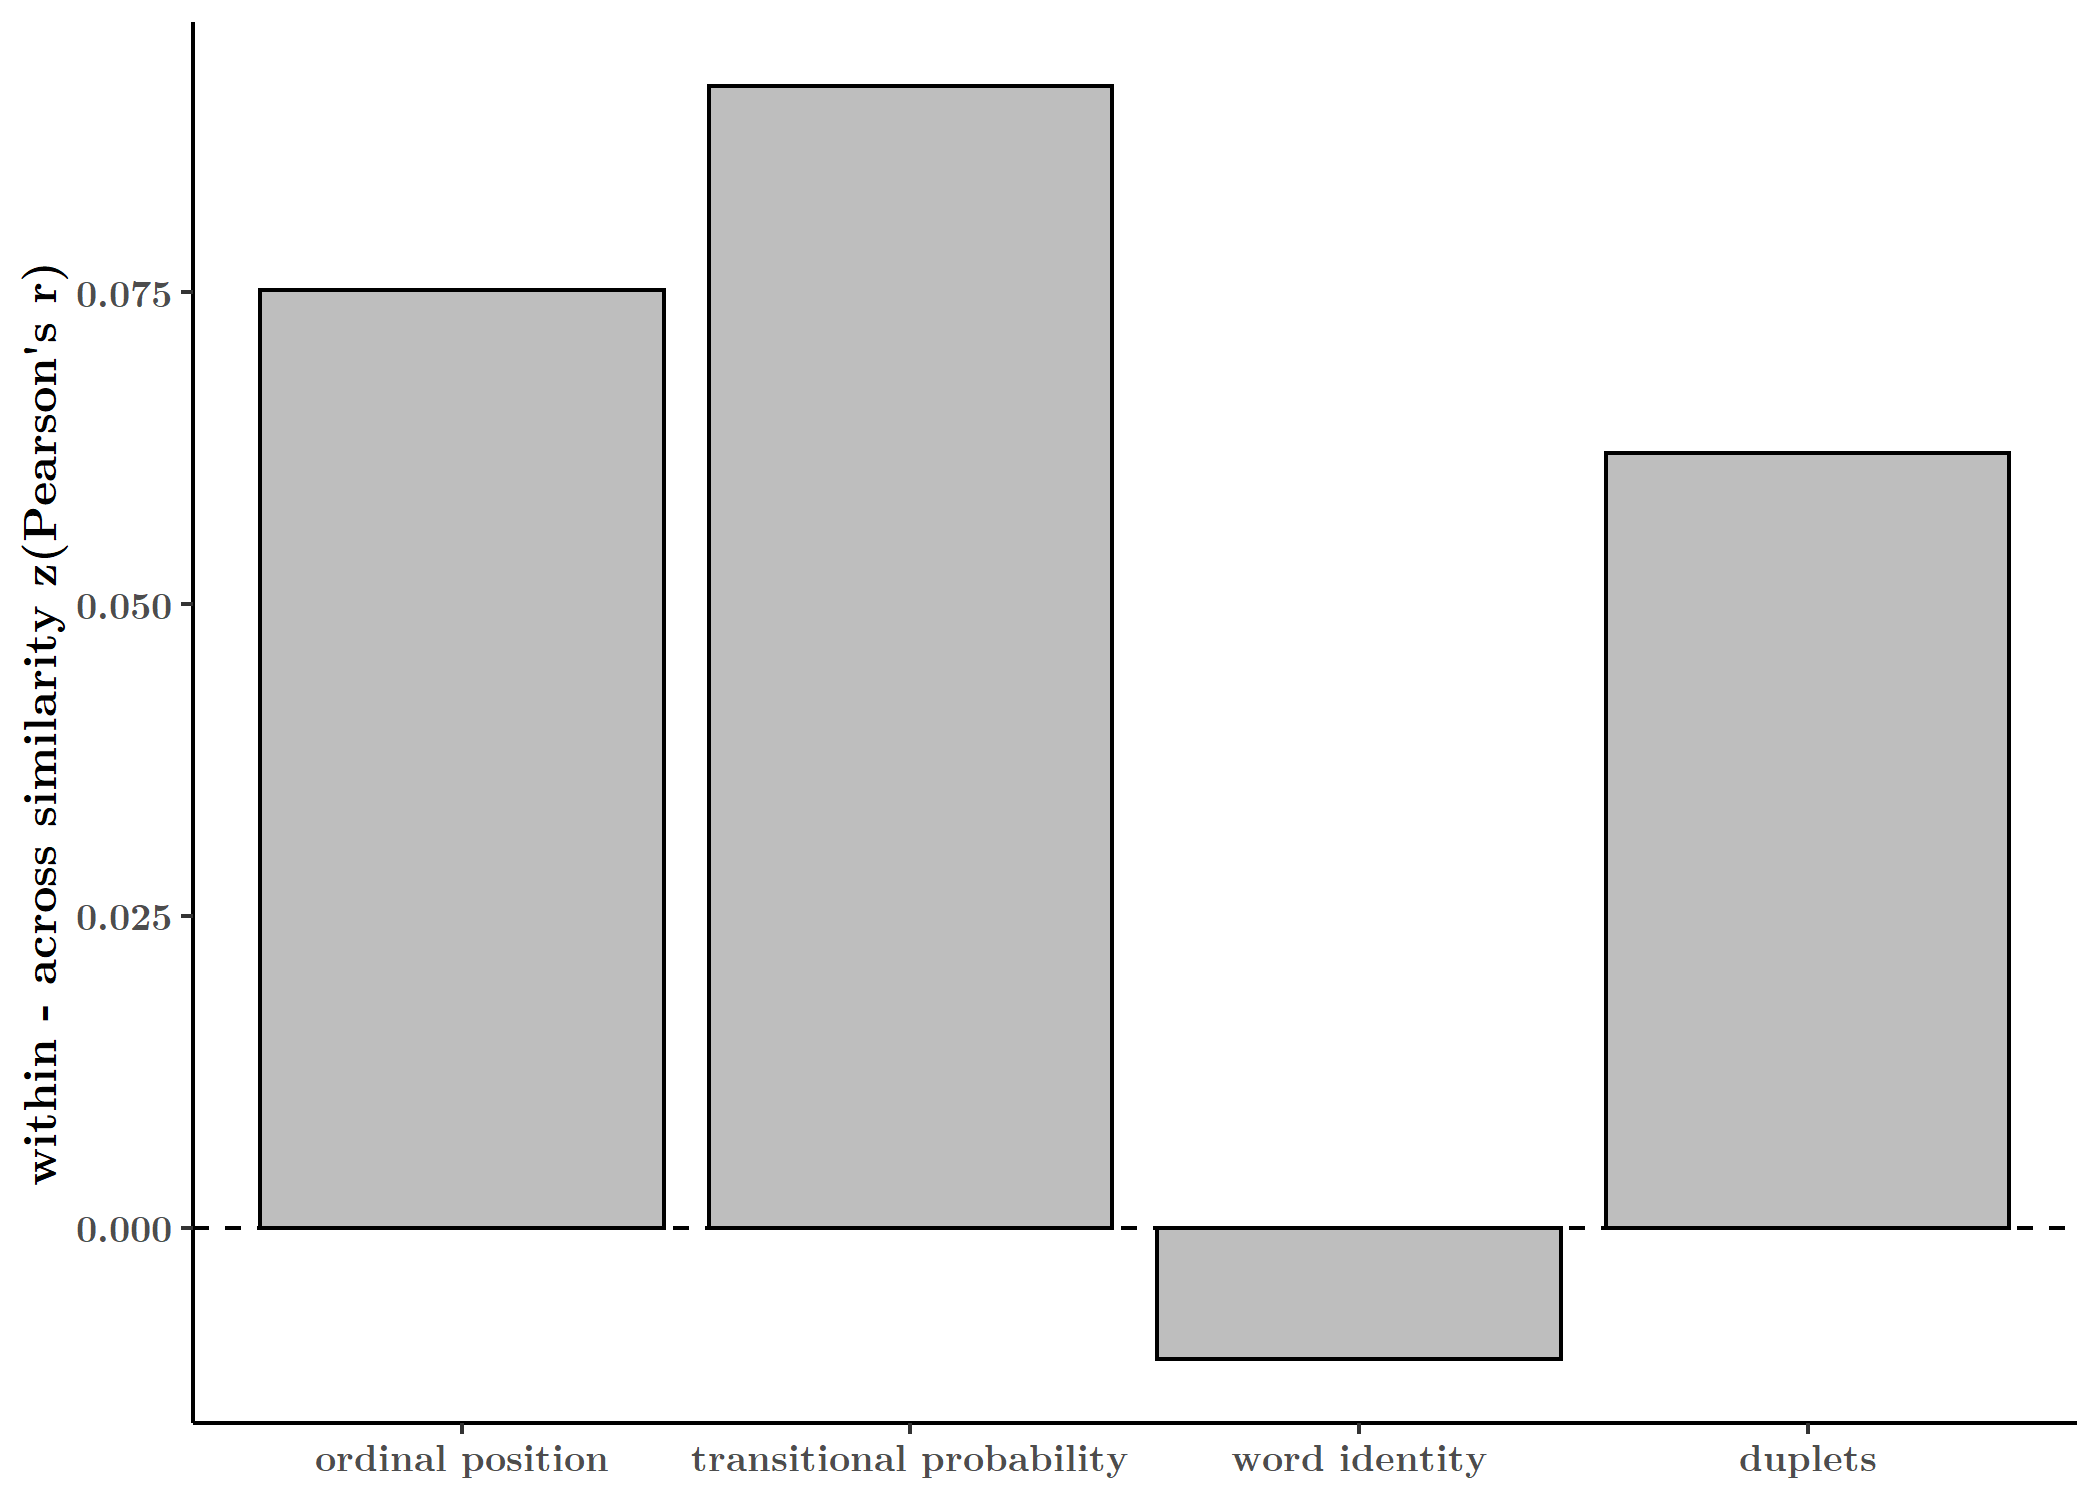 within - across similarity z(Pearson's r)
0.075
0.050
0.025
0.000
ordinal position
transitional probability
word identity
duplets